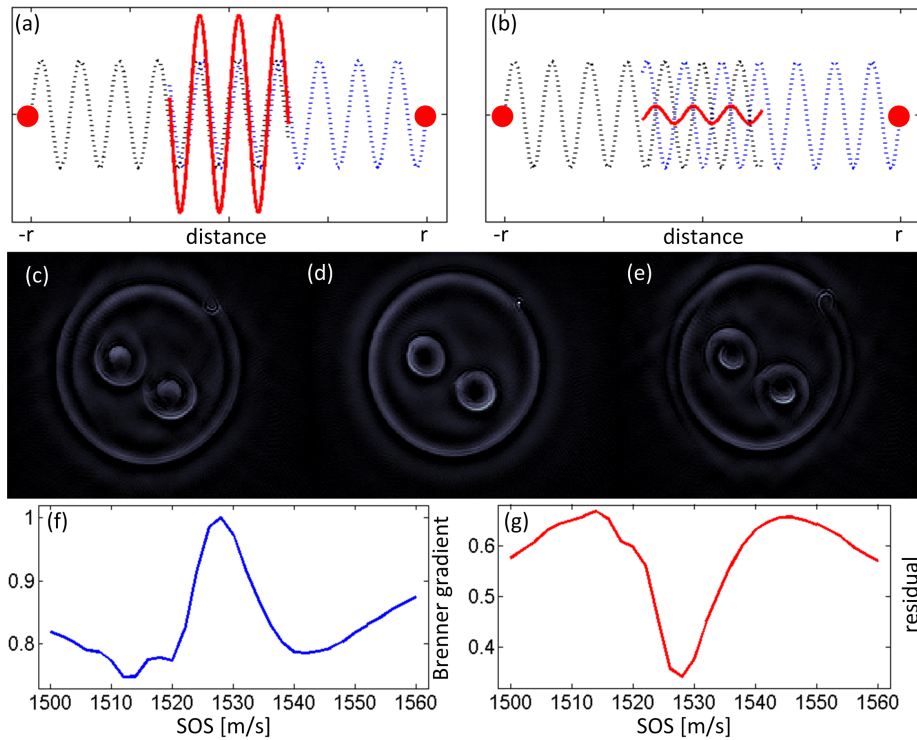 (a)
(b)
-r
distance
r
-r
distance
r
(c)
(d)
(e)
(f)
1
0.9
0.8
Brenner gradient
1500 1510 1520 1530 1540 1550 1560
SOS [m/s]
(g)
0.6
0.5
0.4
residual
1500 1510 1520 1530 1540 1550 1560
SOS [m/s]